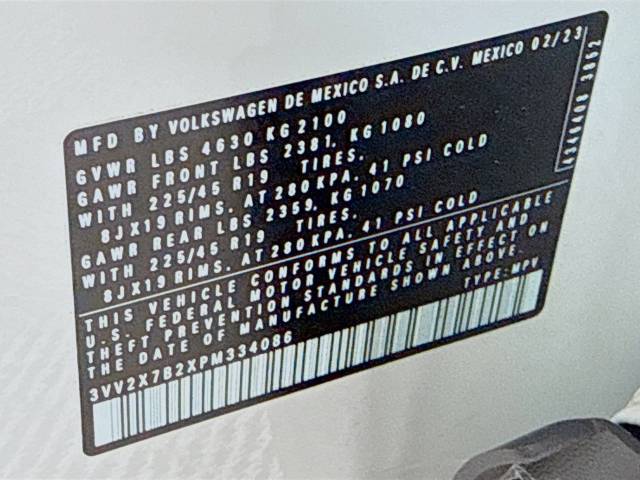 MFD BY VOLKSWAGEN DE MEXICO S.A. DE C.V. MEXICO 02/23
GVWR LBS 4630 KG 2100
GAWR FRONT LBS 2381. KG 1080
WITH 225/45 R19 TIRES.
8JX19 RIMS. AT 280 KPA. 41 PSI COLD
GAWR REAR LBS 2359. KG 1070
WITH 225/45 R19 TIRES.
8JX19 RIMS. AT 280 KPA. 41 PSI COLD
THIS VEHICLE CONFORMS TO ALL APPLICABLE
U.S. FEDERAL MOTOR VEHICLE SAFETY AND
THEFT PREVENTION STANDARDS IN EFFECT ON
THE DATE OF MANUFACTURE SHOWN ABOVE.
3VV2X7B2XPM334086 TYPE:MPV